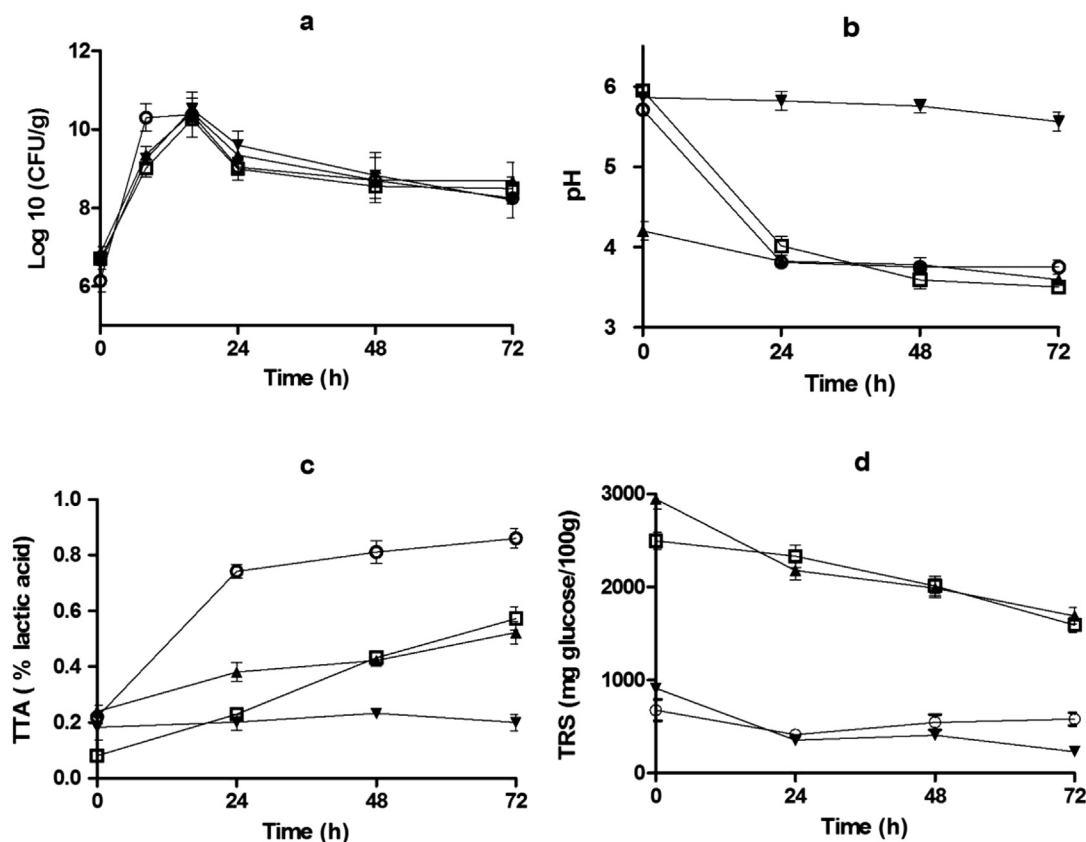 a
12
10
8
6
0
24
48
72
Log 10 (CFU/g)
Time (h)
b
6
5
4
3
0
24
48
72
pH
Time (h)
c
1.0
0.8
0.6
0.4
0.2
0.0
0
24
48
72
TTA ( % lactic acid)
Time (h)
d
3000
2000
1000
0
0
24
48
72
TRS (mg glucose/100g)
Time (h)